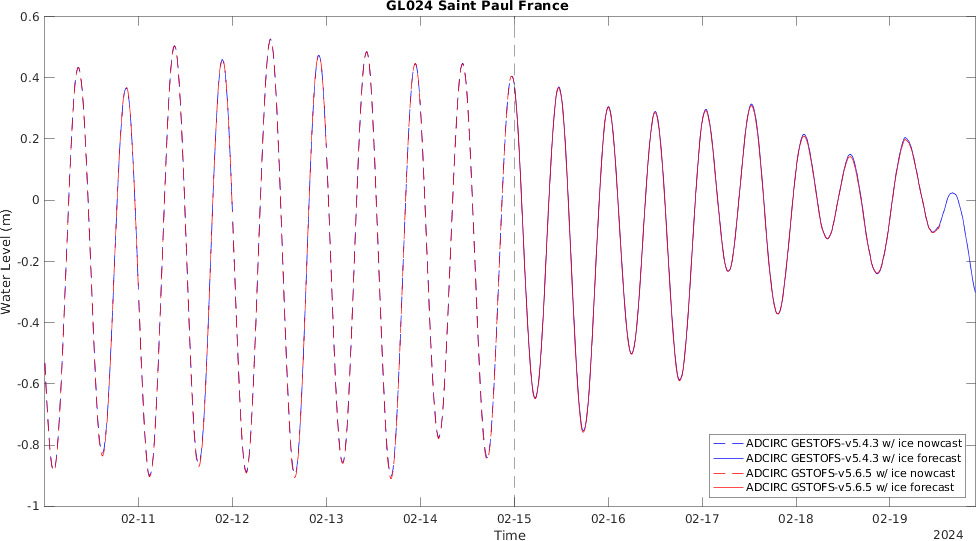 GL024 Saint Paul France
0.6
0.4
0.2
0
-0.2
-0.4
-0.6
-0.8
-1
Water Level (m)
02-11 02-12 02-13 02-14 02-15 02-16 02-17 02-18 02-19
Time
2024
ADCIRC GESTOFS-v5.4.3 w/ ice nowcast
ADCIRC GESTOFS-v5.4.3 w/ ice forecast
ADCIRC GSTOFS-v5.6.5 w/ ice nowcast
ADCIRC GSTOFS-v5.6.5 w/ ice forecast